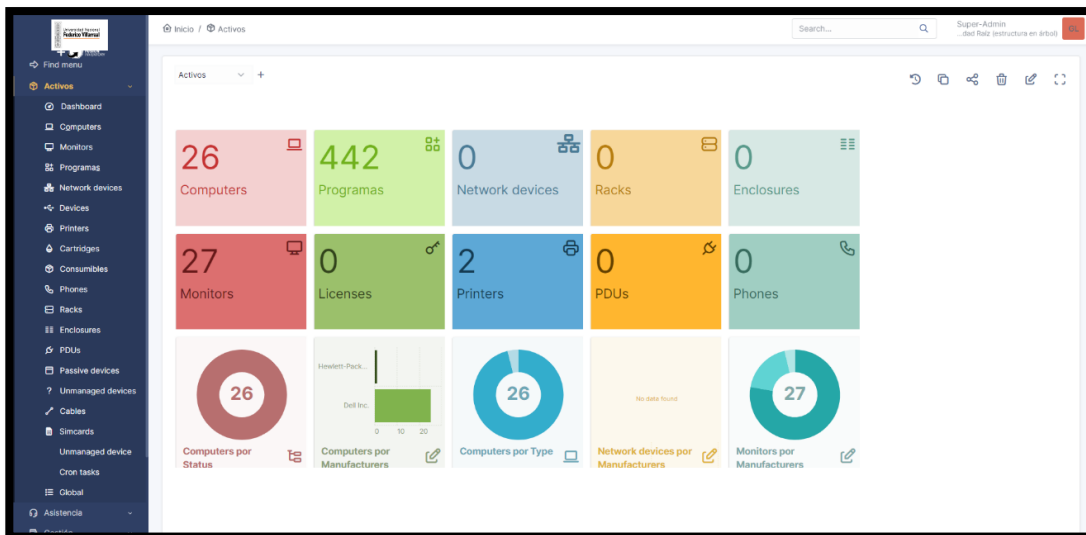 Universidad Nacional
Federico Villarreal
Inicio / Activos
Search...
Super-Admin
...dad Raíz (estructura en árbol)
GL
Find menu
Activos
Dashboard
Computers
Monitors
Programas
Network devices
Devices
Printers
Cartridges
Consumibles
Phones
Racks
Enclosures
PDUs
Passive devices
? Unmanaged devices
Cables
Simcards
Unmanaged device
Cron tasks
Global
Asistencia
Gestión
Activos
+
26
Computers
442
Programas
0
Network devices
0
Racks
0
Enclosures
27
Monitors
0
Licenses
2
Printers
0
PDUs
0
Phones
26
Computers por
Status
Hewlett-Pack...
Dell Inc.
0 10 20
Computers por
Manufacturers
26
Computers por Type
No data found
Network devices por
Manufacturers
27
Monitors por
Manufacturers